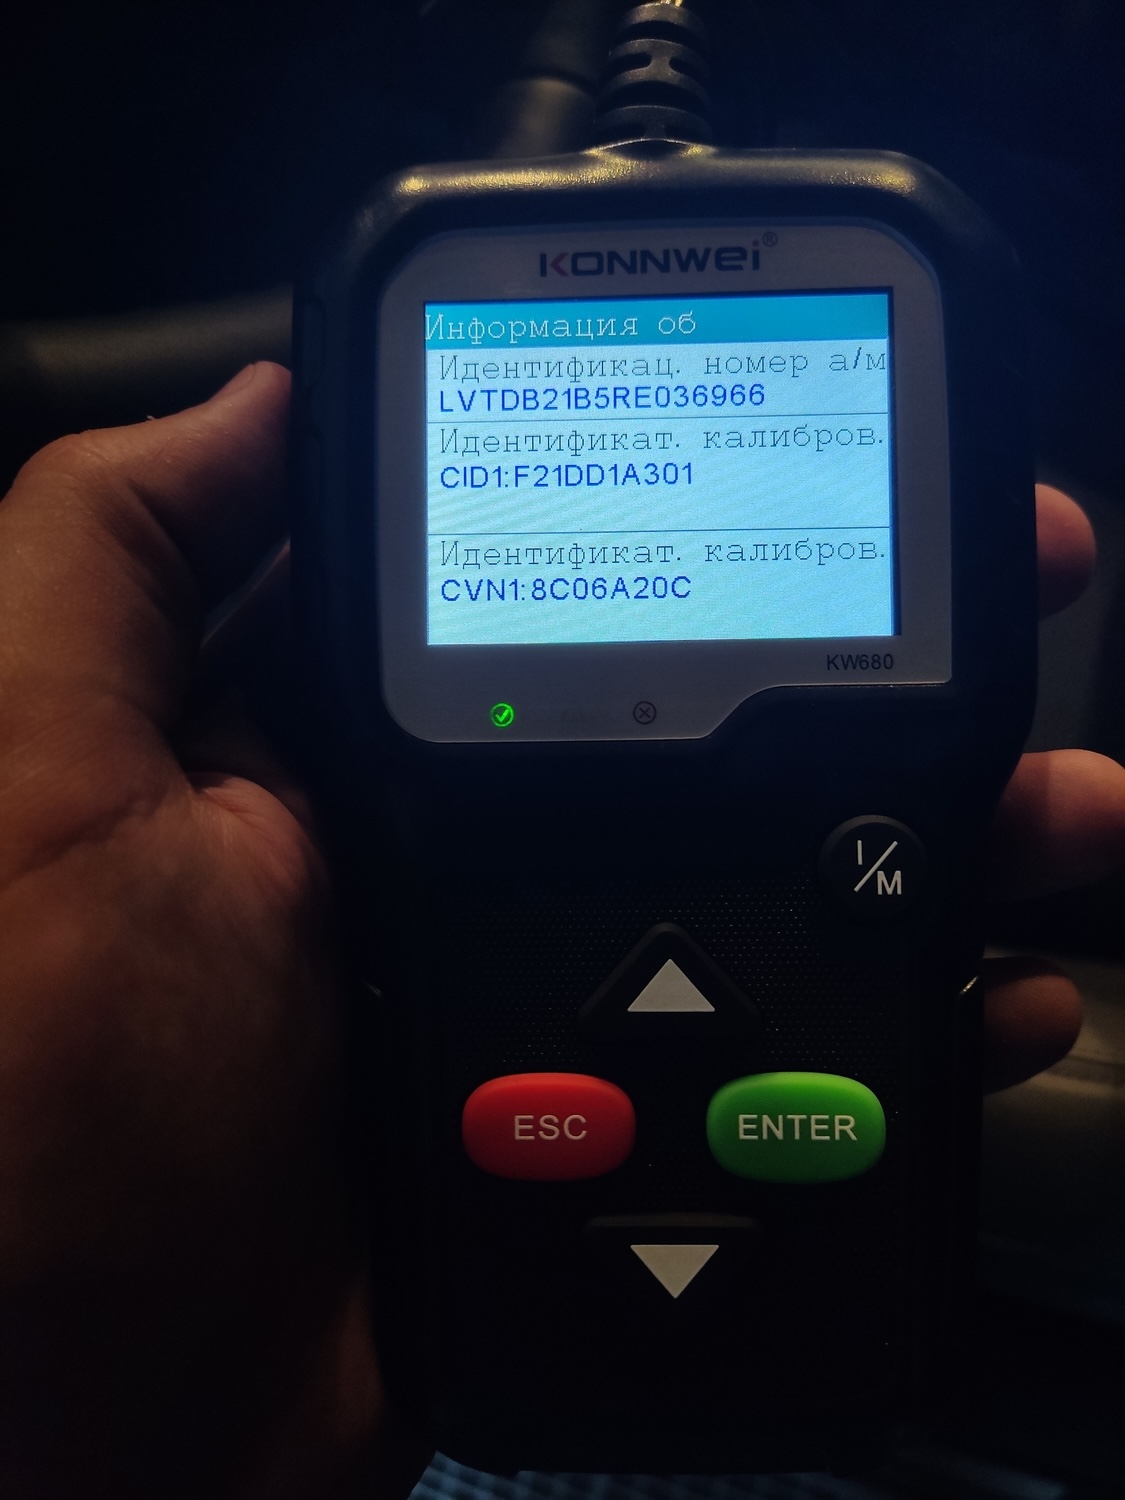 KONNWEI®
Информация об
Идентификац. номер а/м
LVTDB21B5RE036966
Идентификат. калибров.
CID1:F21DD1A301
Идентификат. калибров.
CVN1:8C06A20C
KW680
I/M
ESC
ENTER